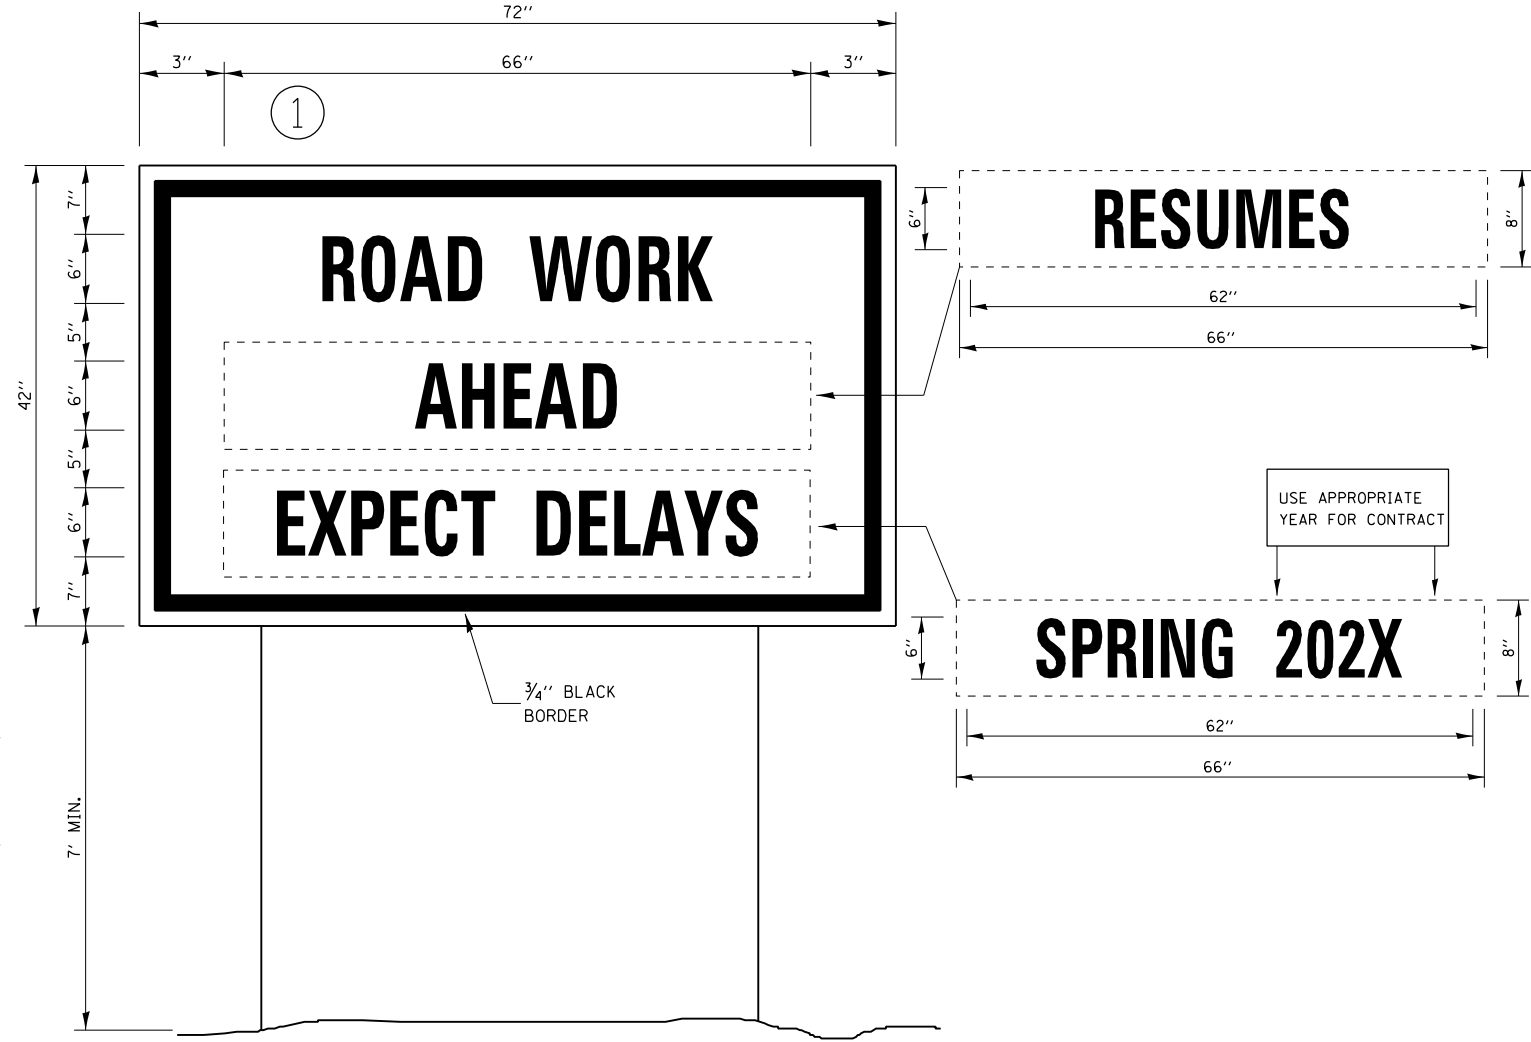 72''
3'' 66'' 3''
1
7''
6''
5''
6''
5''
6''
7''
42''
7' MIN.
ROAD WORK
AHEAD
EXPECT DELAYS
3/4'' BLACK
BORDER
6''
RESUMES
8''
62''
66''
USE APPROPRIATE
YEAR FOR CONTRACT
6''
SPRING 202X
8''
62''
66''